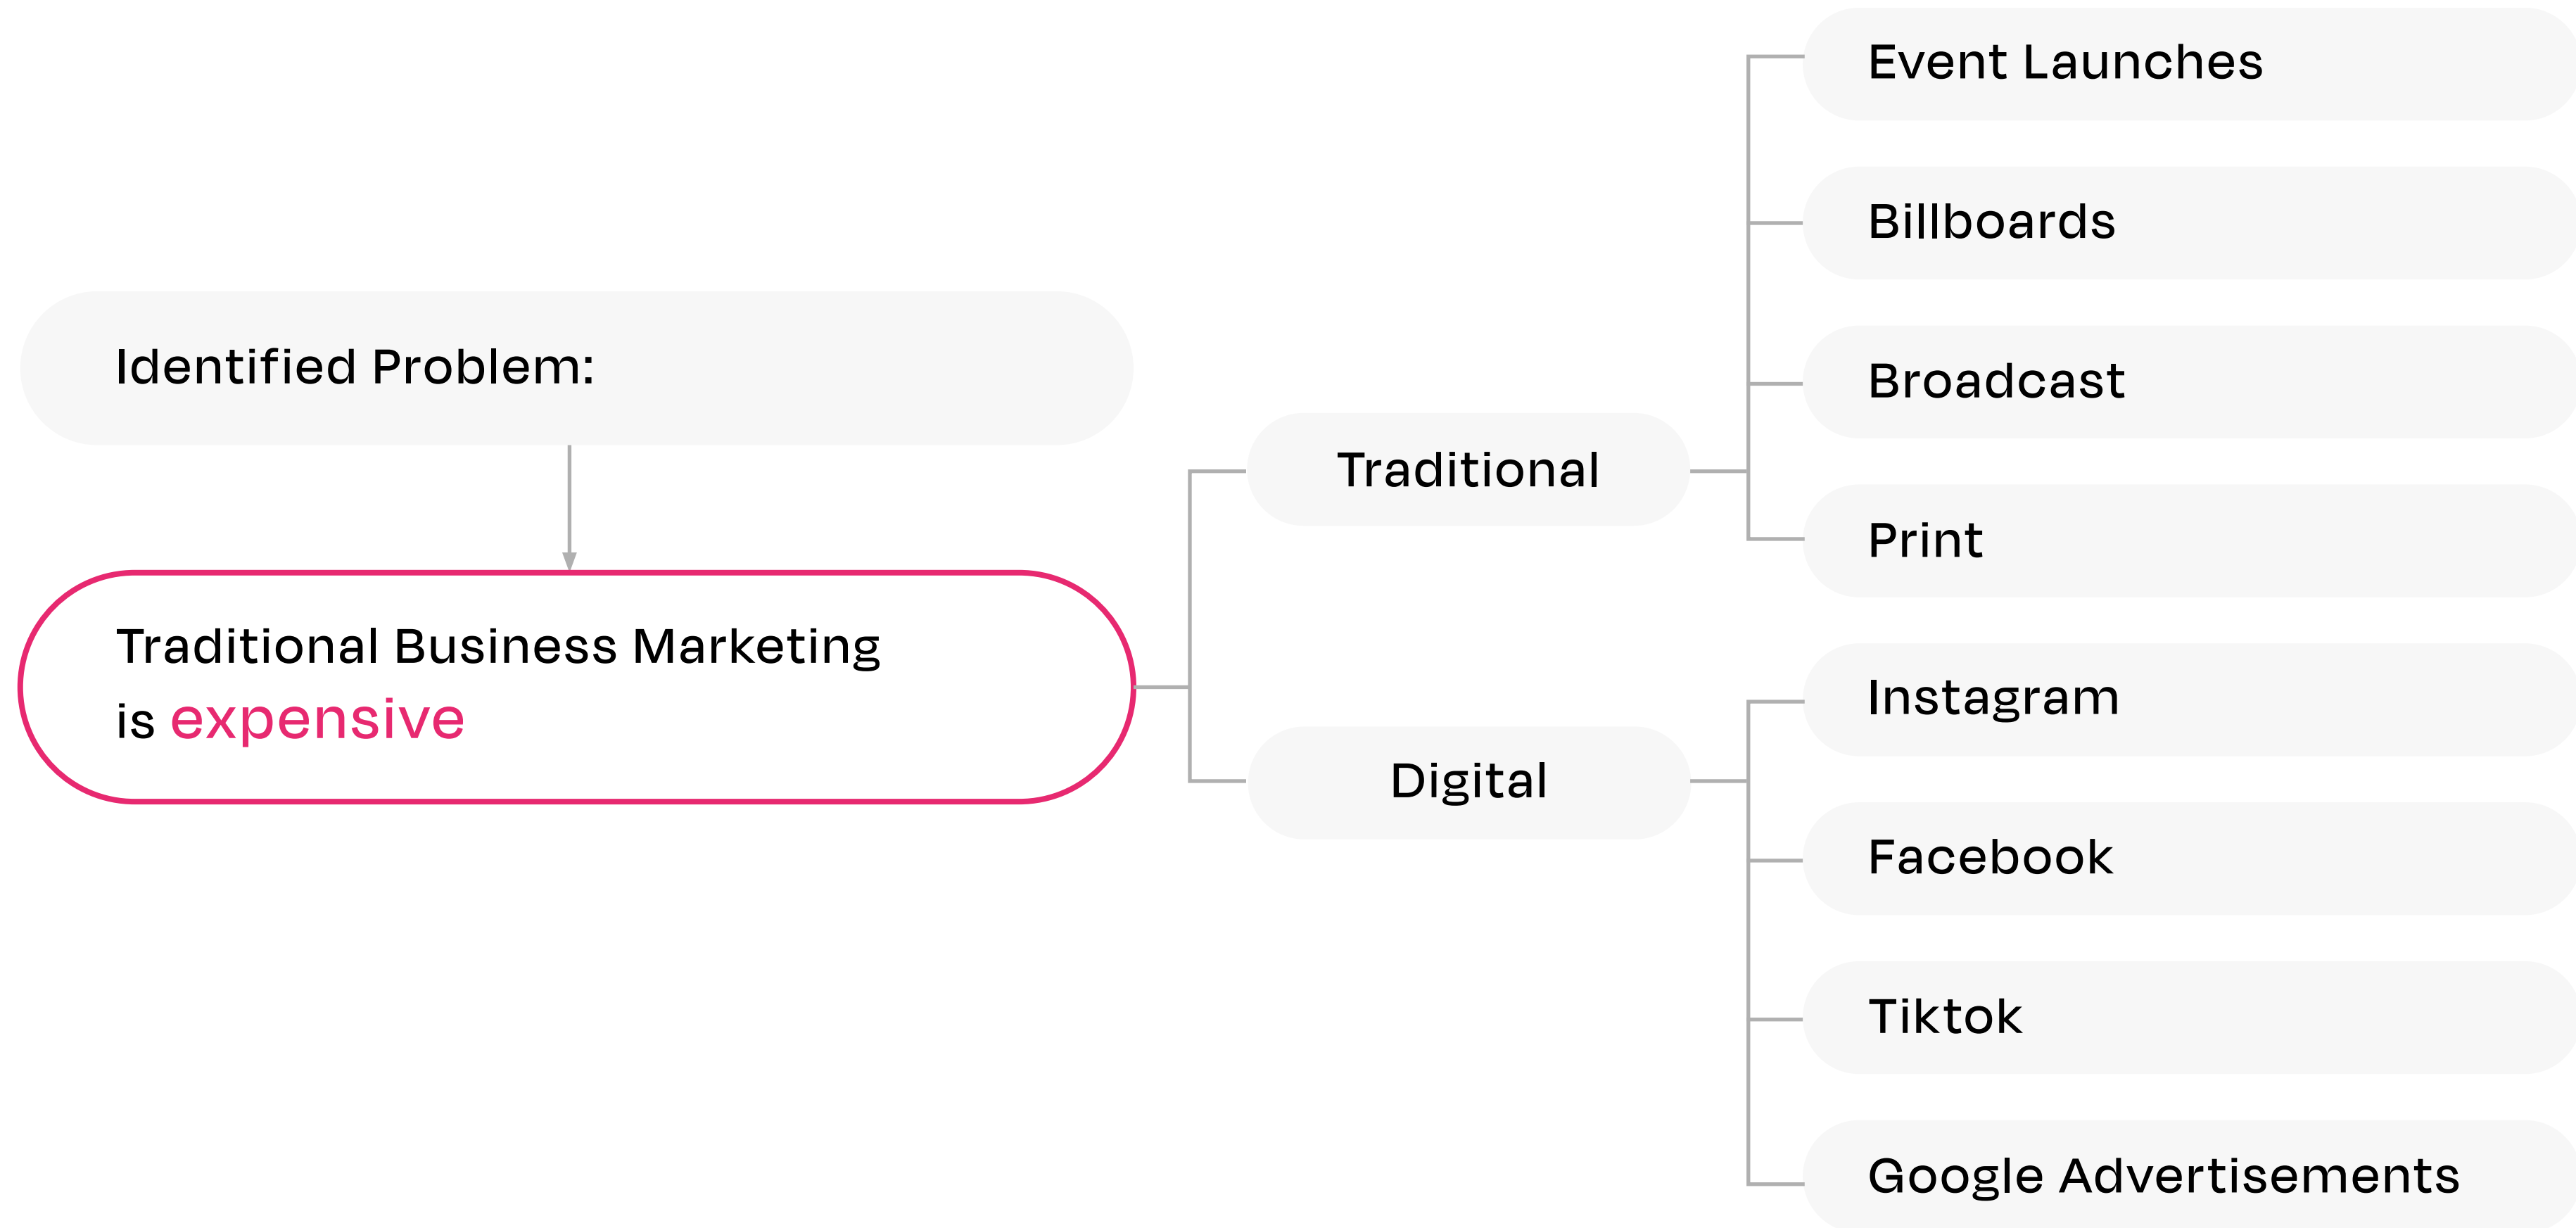 Identified Problem:
Traditional Business Marketing
is expensive
Traditional
Digital
Event Launches
Billboards
Broadcast
Print
Instagram
Facebook
Tiktok
Google Advertisements